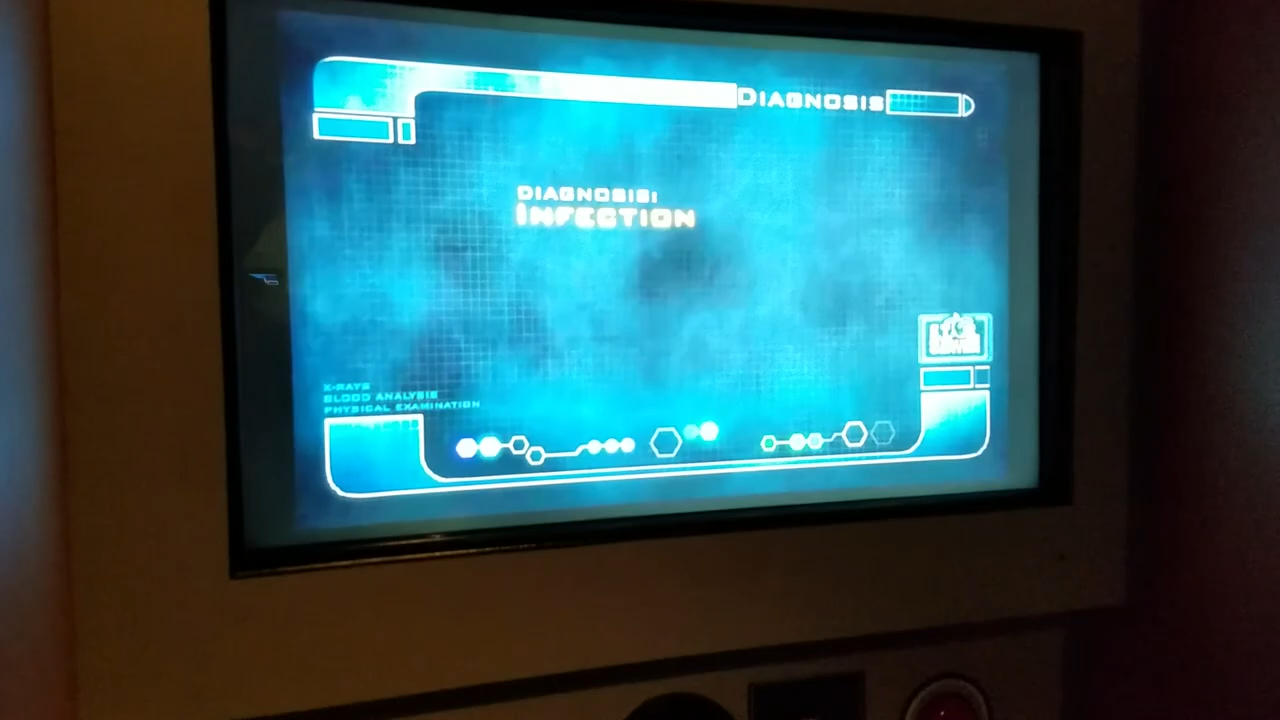 DIAGNOSIS
DIAGNOSIS:
INFECTION
X-RAYS
BLOOD ANALYSIS
PHYSICAL EXAMINATION